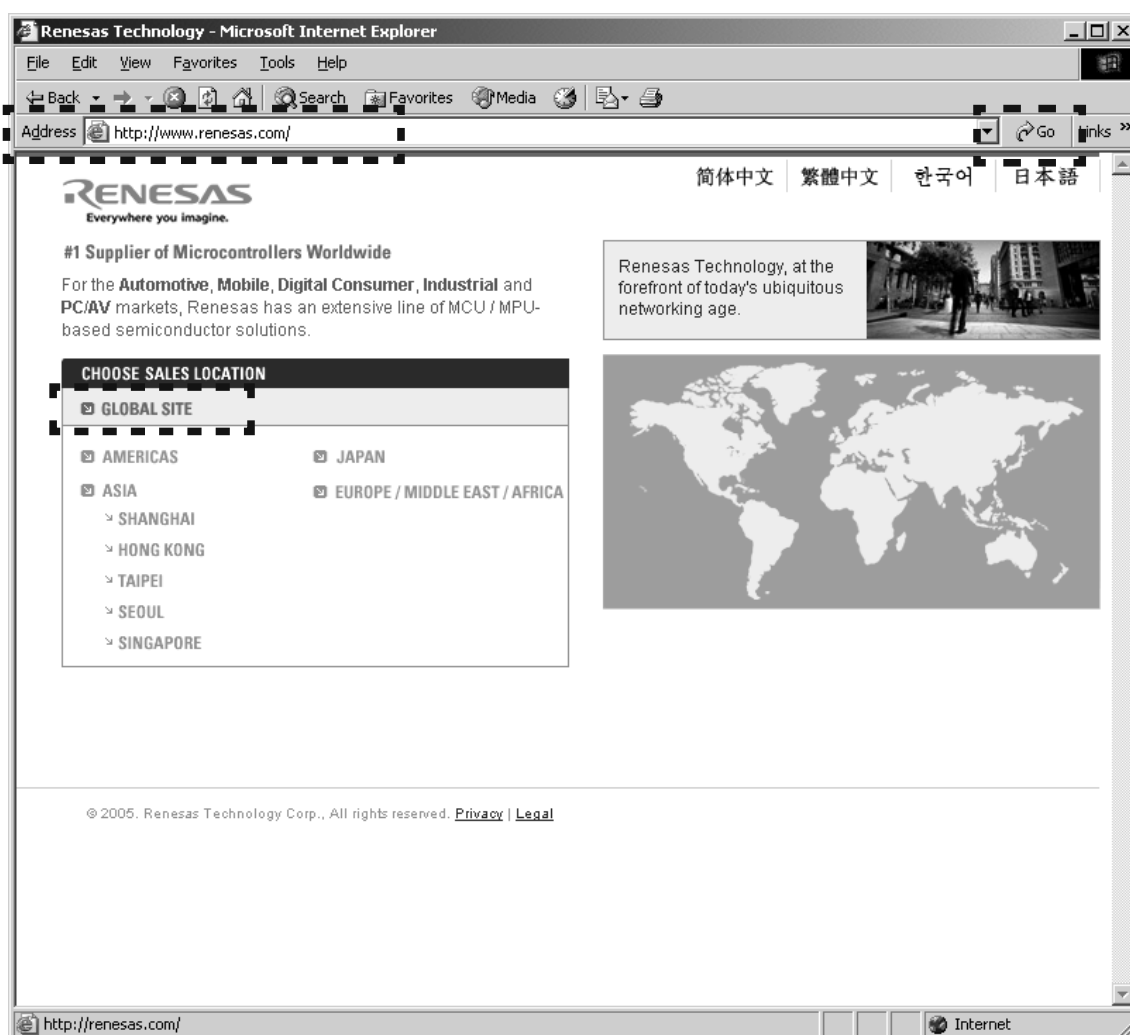 Renesas Technology - Microsoft Internet Explorer
File Edit View Favorites Tools Help
Back Search Favorites Media
Address http://www.renesas.com/ Go Links »
RENESAS
Everywhere you imagine.
简体中文 繁體中文 한국어 日本語
#1 Supplier of Microcontrollers Worldwide
For the Automotive, Mobile, Digital Consumer, Industrial and
PC/AV markets, Renesas has an extensive line of MCU / MPU-
based semiconductor solutions.
Renesas Technology, at the
forefront of today's ubiquitous
networking age.
CHOOSE SALES LOCATION
GLOBAL SITE
AMERICAS JAPAN
ASIA EUROPE / MIDDLE EAST / AFRICA
SHANGHAI
HONG KONG
TAIPEI
SEOUL
SINGAPORE
© 2005. Renesas Technology Corp., All rights reserved. Privacy | Legal
http://renesas.com/ Internet